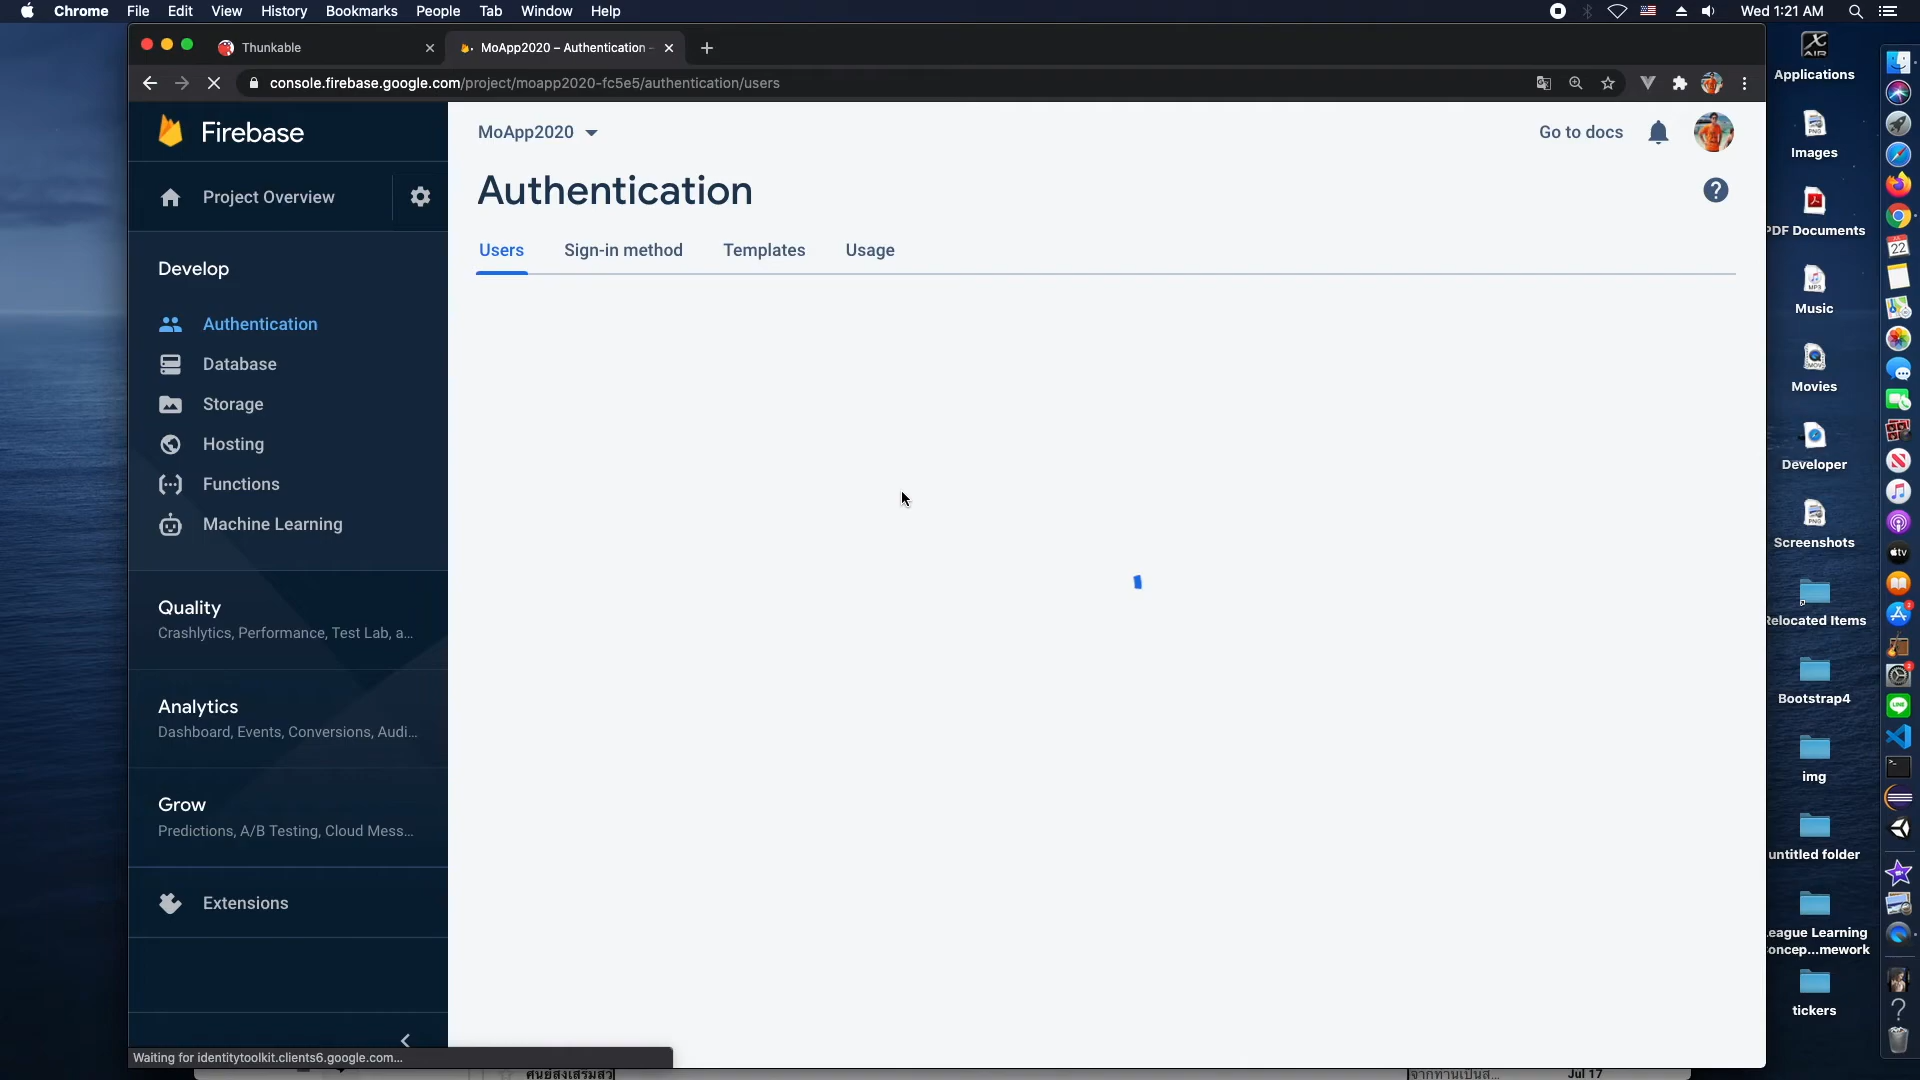 Chrome File Edit View History Bookmarks People Tab Window Help Wed 1:21 AM
Thunkable MoApp2020 – Authentication –
console.firebase.google.com/project/moapp2020-fc5e5/authentication/users
Firebase
Project Overview
Develop
Authentication
Database
Storage
Hosting
Functions
Machine Learning
Quality
Crashlytics, Performance, Test Lab, a...
Analytics
Dashboard, Events, Conversions, Audi...
Grow
Predictions, A/B Testing, Cloud Mess...
Extensions
Waiting for identitytoolkit.clients6.google.com...
MoApp2020 Go to docs
Authentication
Users Sign-in method Templates Usage
Applications
Images
PDF Documents
Music
Movies
Developer
Screenshots
Relocated Items
Bootstrap4
img
untitled folder
eague Learning
oncep...mework
tickers
Jul 17